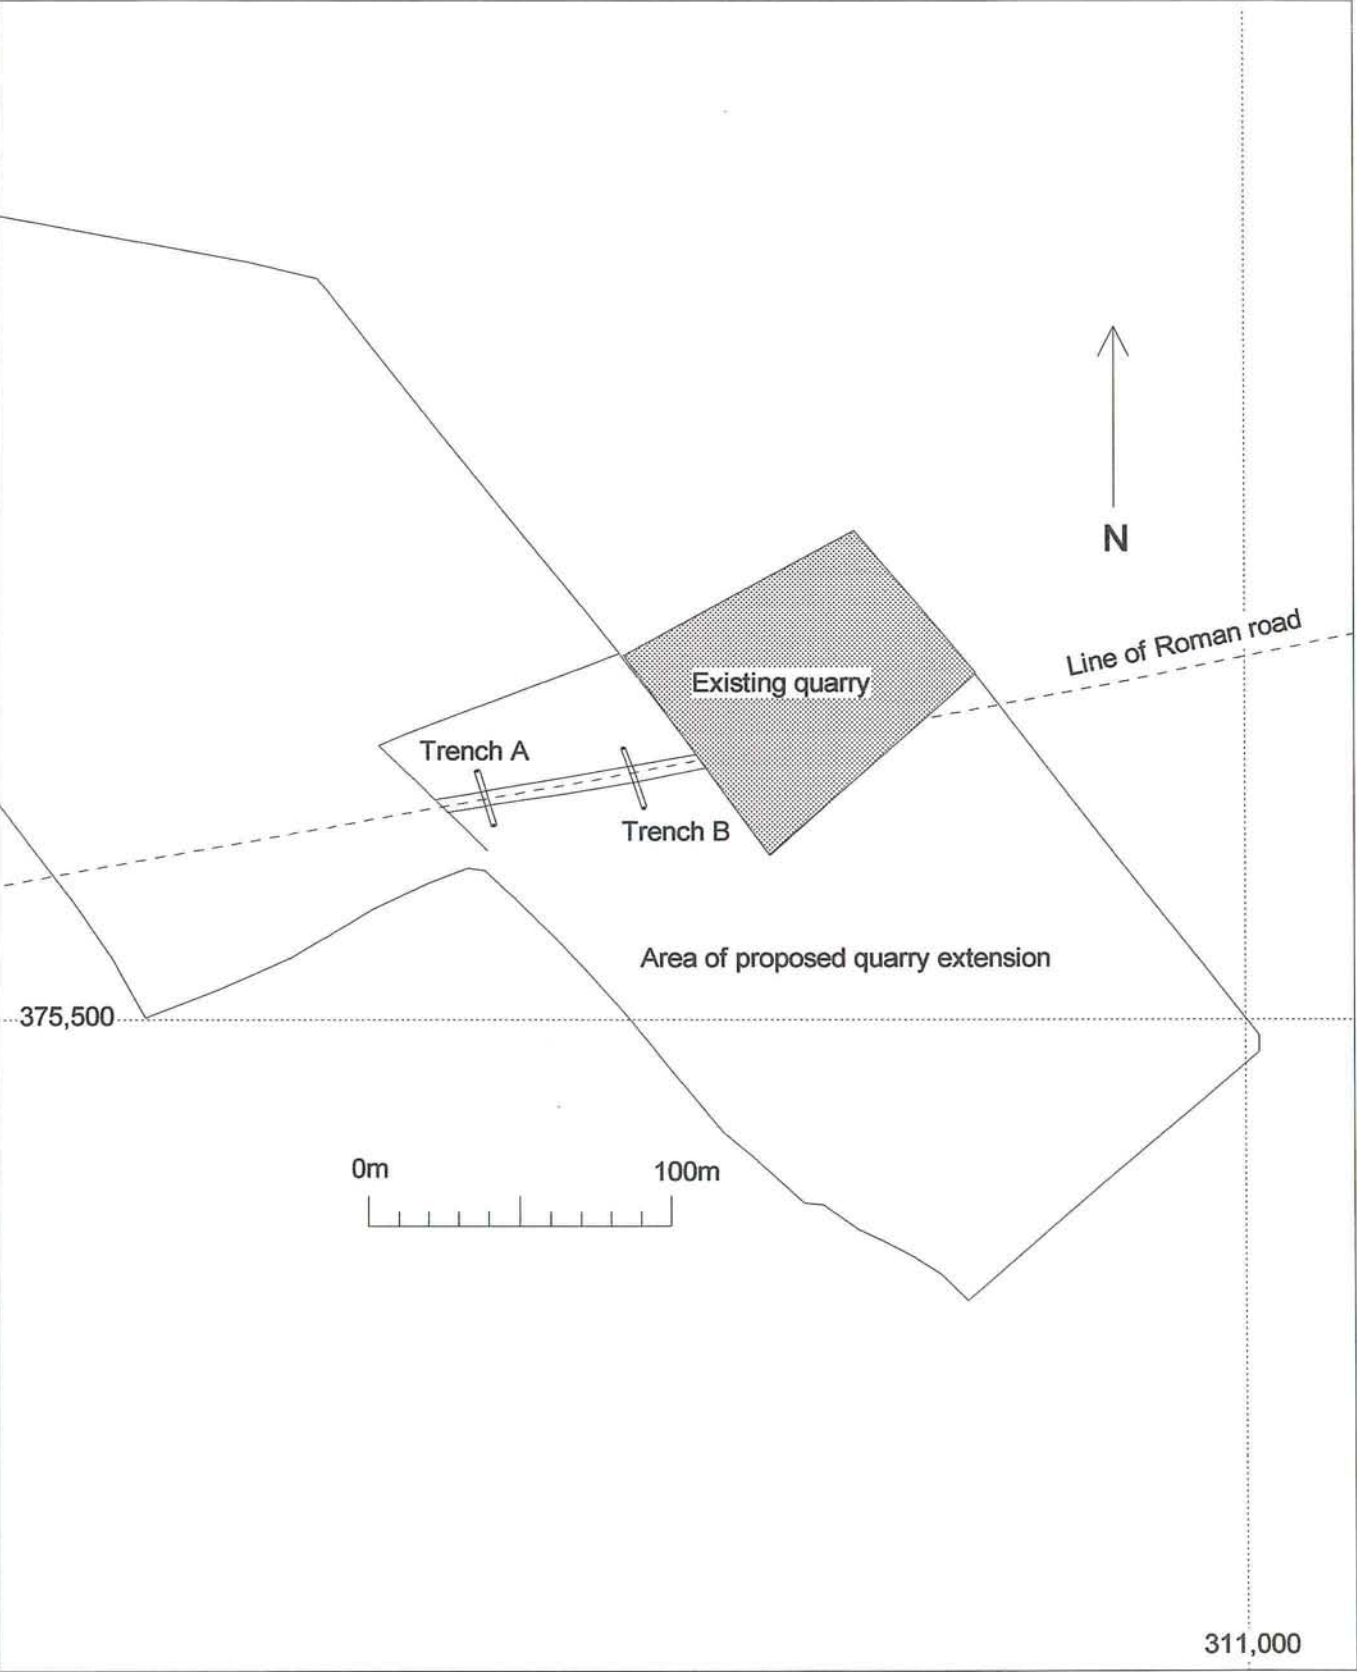 N
Line of Roman road
Existing quarry
Trench A
Trench B
Area of proposed quarry extension
375,500
0m
100m
311,000